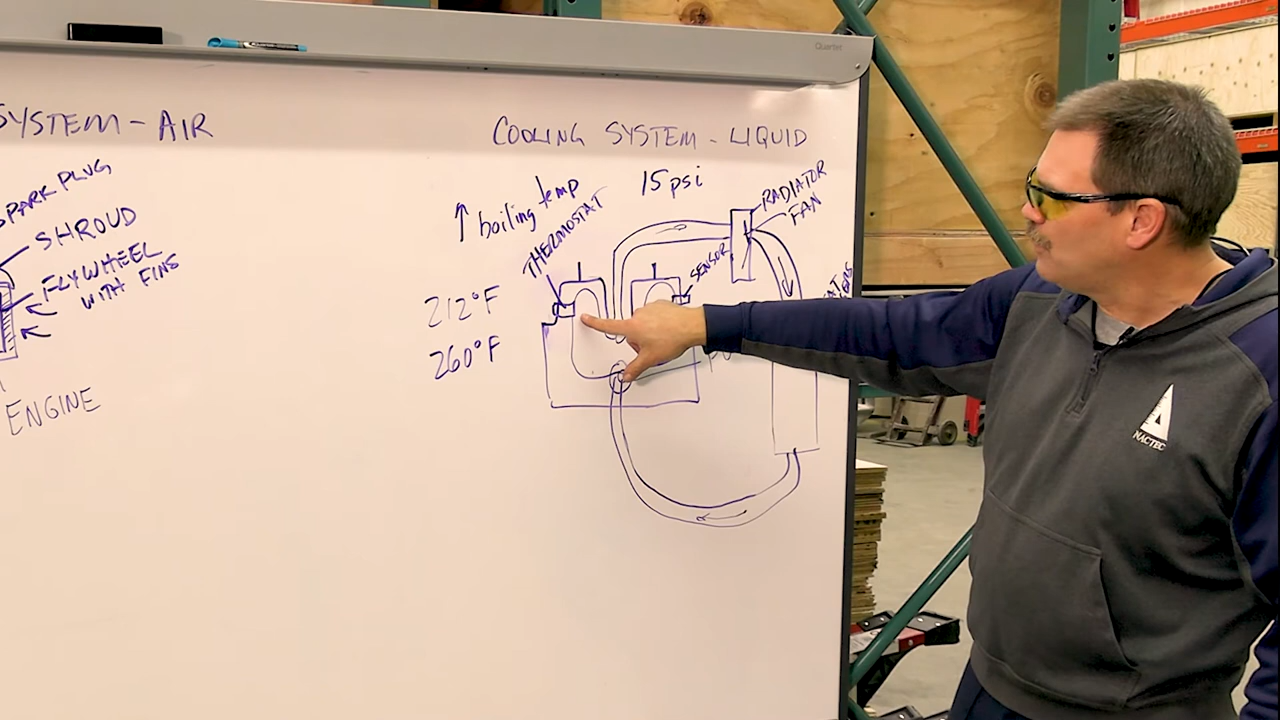 Quartet
SYSTEM - AIR
SPARK PLUG
SHROUD
FLYWHEEL
WITH FINS
ENGINE
COOLING SYSTEM - LIQUID
↑ boiling temp
15 psi
THERMOSTAT
RADIATOR
FAN
SENSOR
212°F
260°F
NACTEC